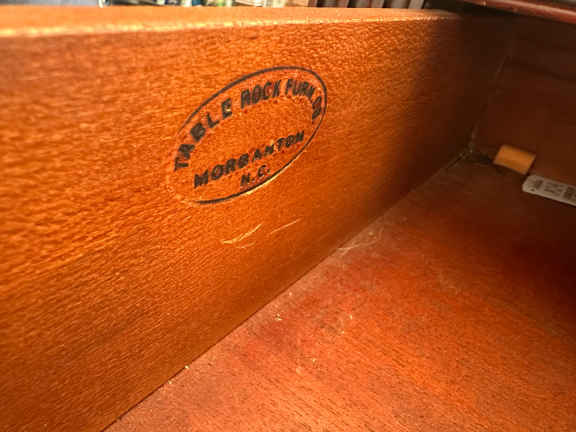 TABLE ROCK FURN. CO.
MORGANTON
N.C.